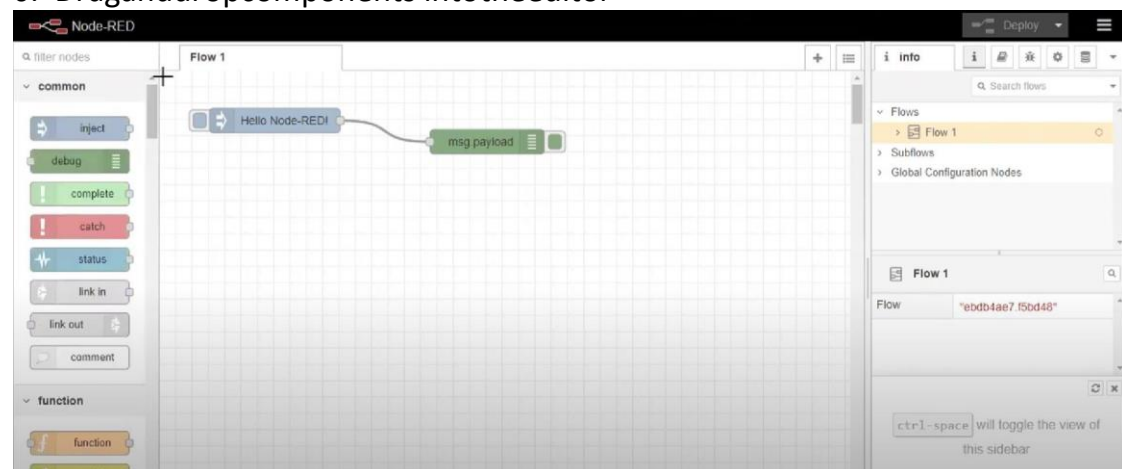 Node-RED
Deploy
filter nodes
Flow 1
info
i
Search flows
common
Flows
inject
Hello Node-RED!
Flow 1
debug
msg.payload
Subflows
complete
Global Configuration Nodes
catch
status
link in
Flow 1
link out
Flow
"ebdb4ae7.f5bd48"
comment
function
ctrl-space will toggle the view of
this sidebar
f
function